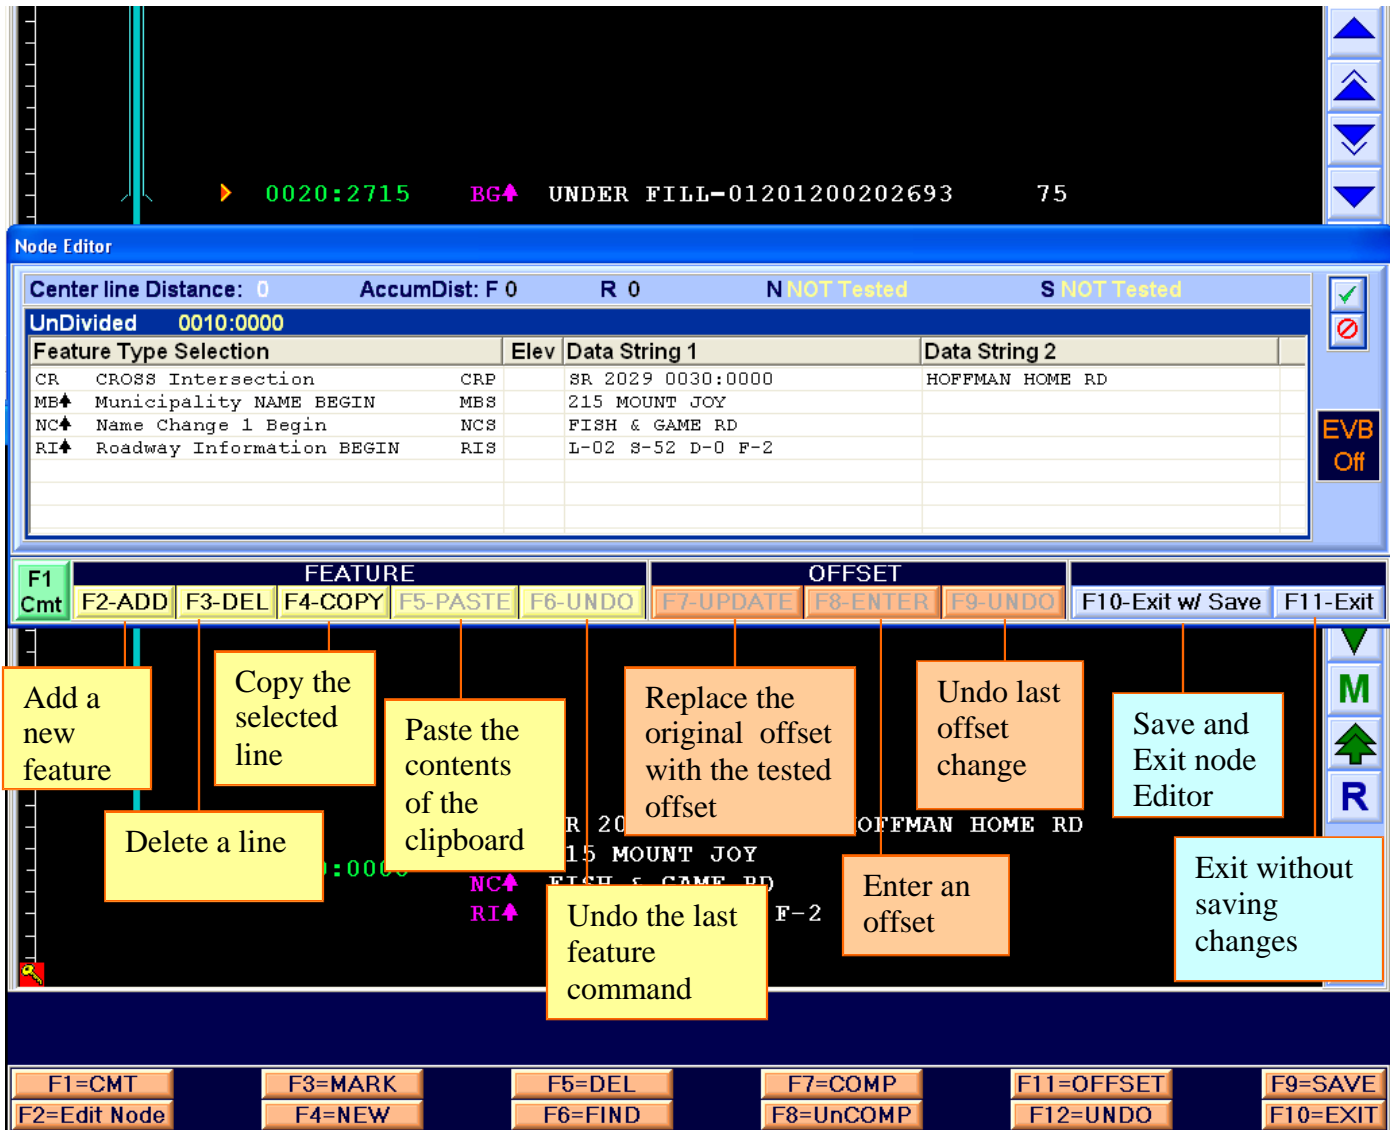 0020:2715 BG UNDER FILL-01201200202693 75
Node Editor
Center line Distance: 0 AccumDist: F 0 R 0 N NOT Tested S NOT Tested
UnDivided 0010:0000
Feature Type Selection Elev Data String 1 Data String 2
CR CROSS Intersection CRP SR 2029 0030:0000 HOFFMAN HOME RD
MB Municipality NAME BEGIN MBS 215 MOUNT JOY
NC Name Change 1 Begin NCS FISH & GAME RD
RI Roadway Information BEGIN RIS L-02 S-52 D-0 F-2
EVB
Off
F1
Cmt
FEATURE
F2-ADD F3-DEL F4-COPY F5-PASTE F6-UNDO
OFFSET
F7-UPDATE F8-ENTER F9-UNDO
F10-Exit w/ Save F11-Exit
Add a
new
feature
Delete a line
Copy the
selected
line
Paste the
contents
of the
clipboard
Undo the last
feature
command
Replace the
original offset
with the tested
offset
Enter an
offset
Undo last
offset
change
Save and
Exit node
Editor
Exit without
saving
changes
M
R
R 20 OFFMAN HOME RD
15 MOUNT JOY
:0000 NC FISH & GAME RD
RI F-2
F1=CMT F3=MARK F5=DEL F7=COMP F11=OFFSET F9=SAVE
F2=Edit Node F4=NEW F6=FIND F8=UnCOMP F12=UNDO F10=EXIT